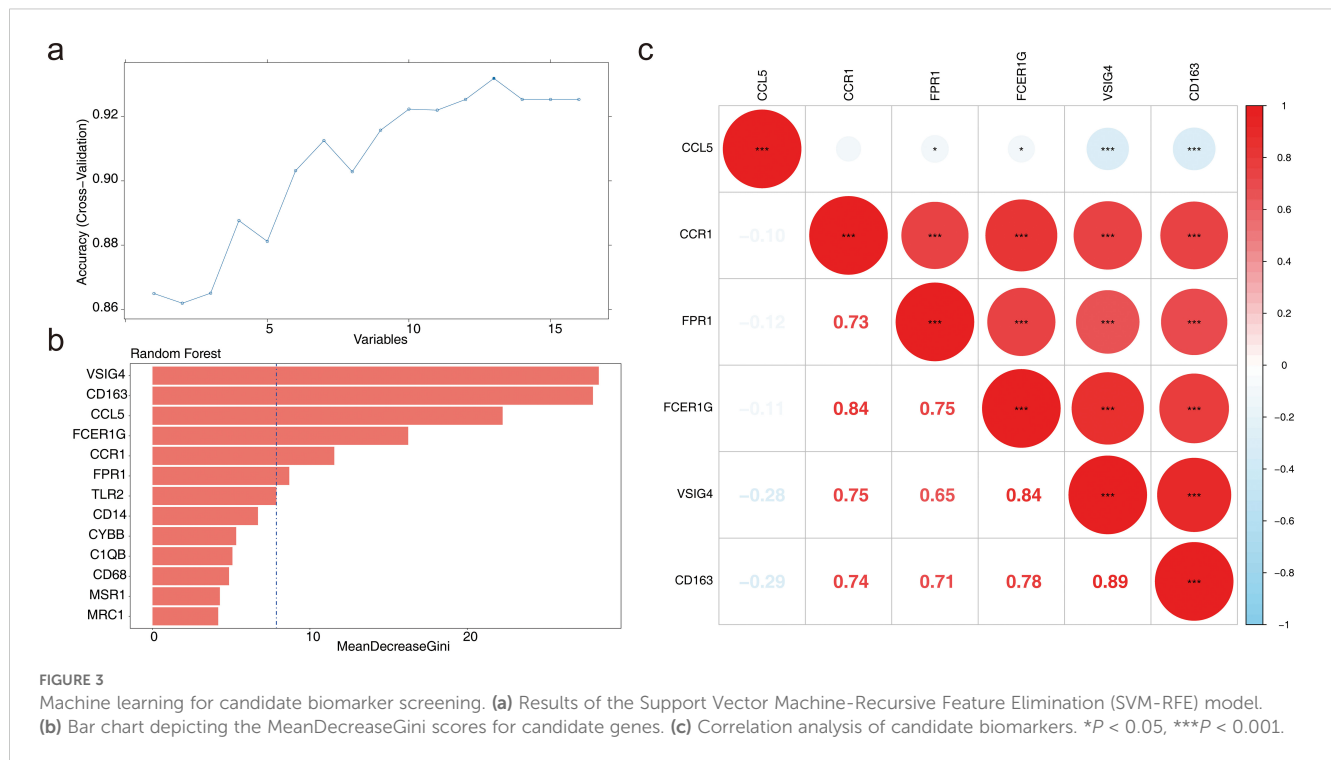 a
Accuracy (Cross−Validation)
0.92
0.90
0.88
0.86
5
10
15
Variables
b
Random Forest
VSIG4
CD163
CCL5
FCER1G
CCR1
FPR1
TLR2
CD14
CYBB
C1QB
CD68
MSR1
MRC1
0
10
20
MeanDecreaseGini
c
CCL5 CCR1 FPR1 FCER1G VSIG4 CD163
CCL5 *** * * *** ***
CCR1 −0.10 *** *** *** *** ***
FPR1 −0.12 0.73 *** *** *** ***
FCER1G −0.11 0.84 0.75 *** *** ***
VSIG4 −0.28 0.75 0.65 0.84 *** ***
CD163 −0.29 0.74 0.71 0.78 0.89 ***
1
0.8
0.6
0.4
0.2
0
−0.2
−0.4
−0.6
−0.8
−1
FIGURE 3
Machine learning for candidate biomarker screening. (a) Results of the Support Vector Machine-Recursive Feature Elimination (SVM-RFE) model.
(b) Bar chart depicting the MeanDecreaseGini scores for candidate genes. (c) Correlation analysis of candidate biomarkers. *P < 0.05, ***P < 0.001.